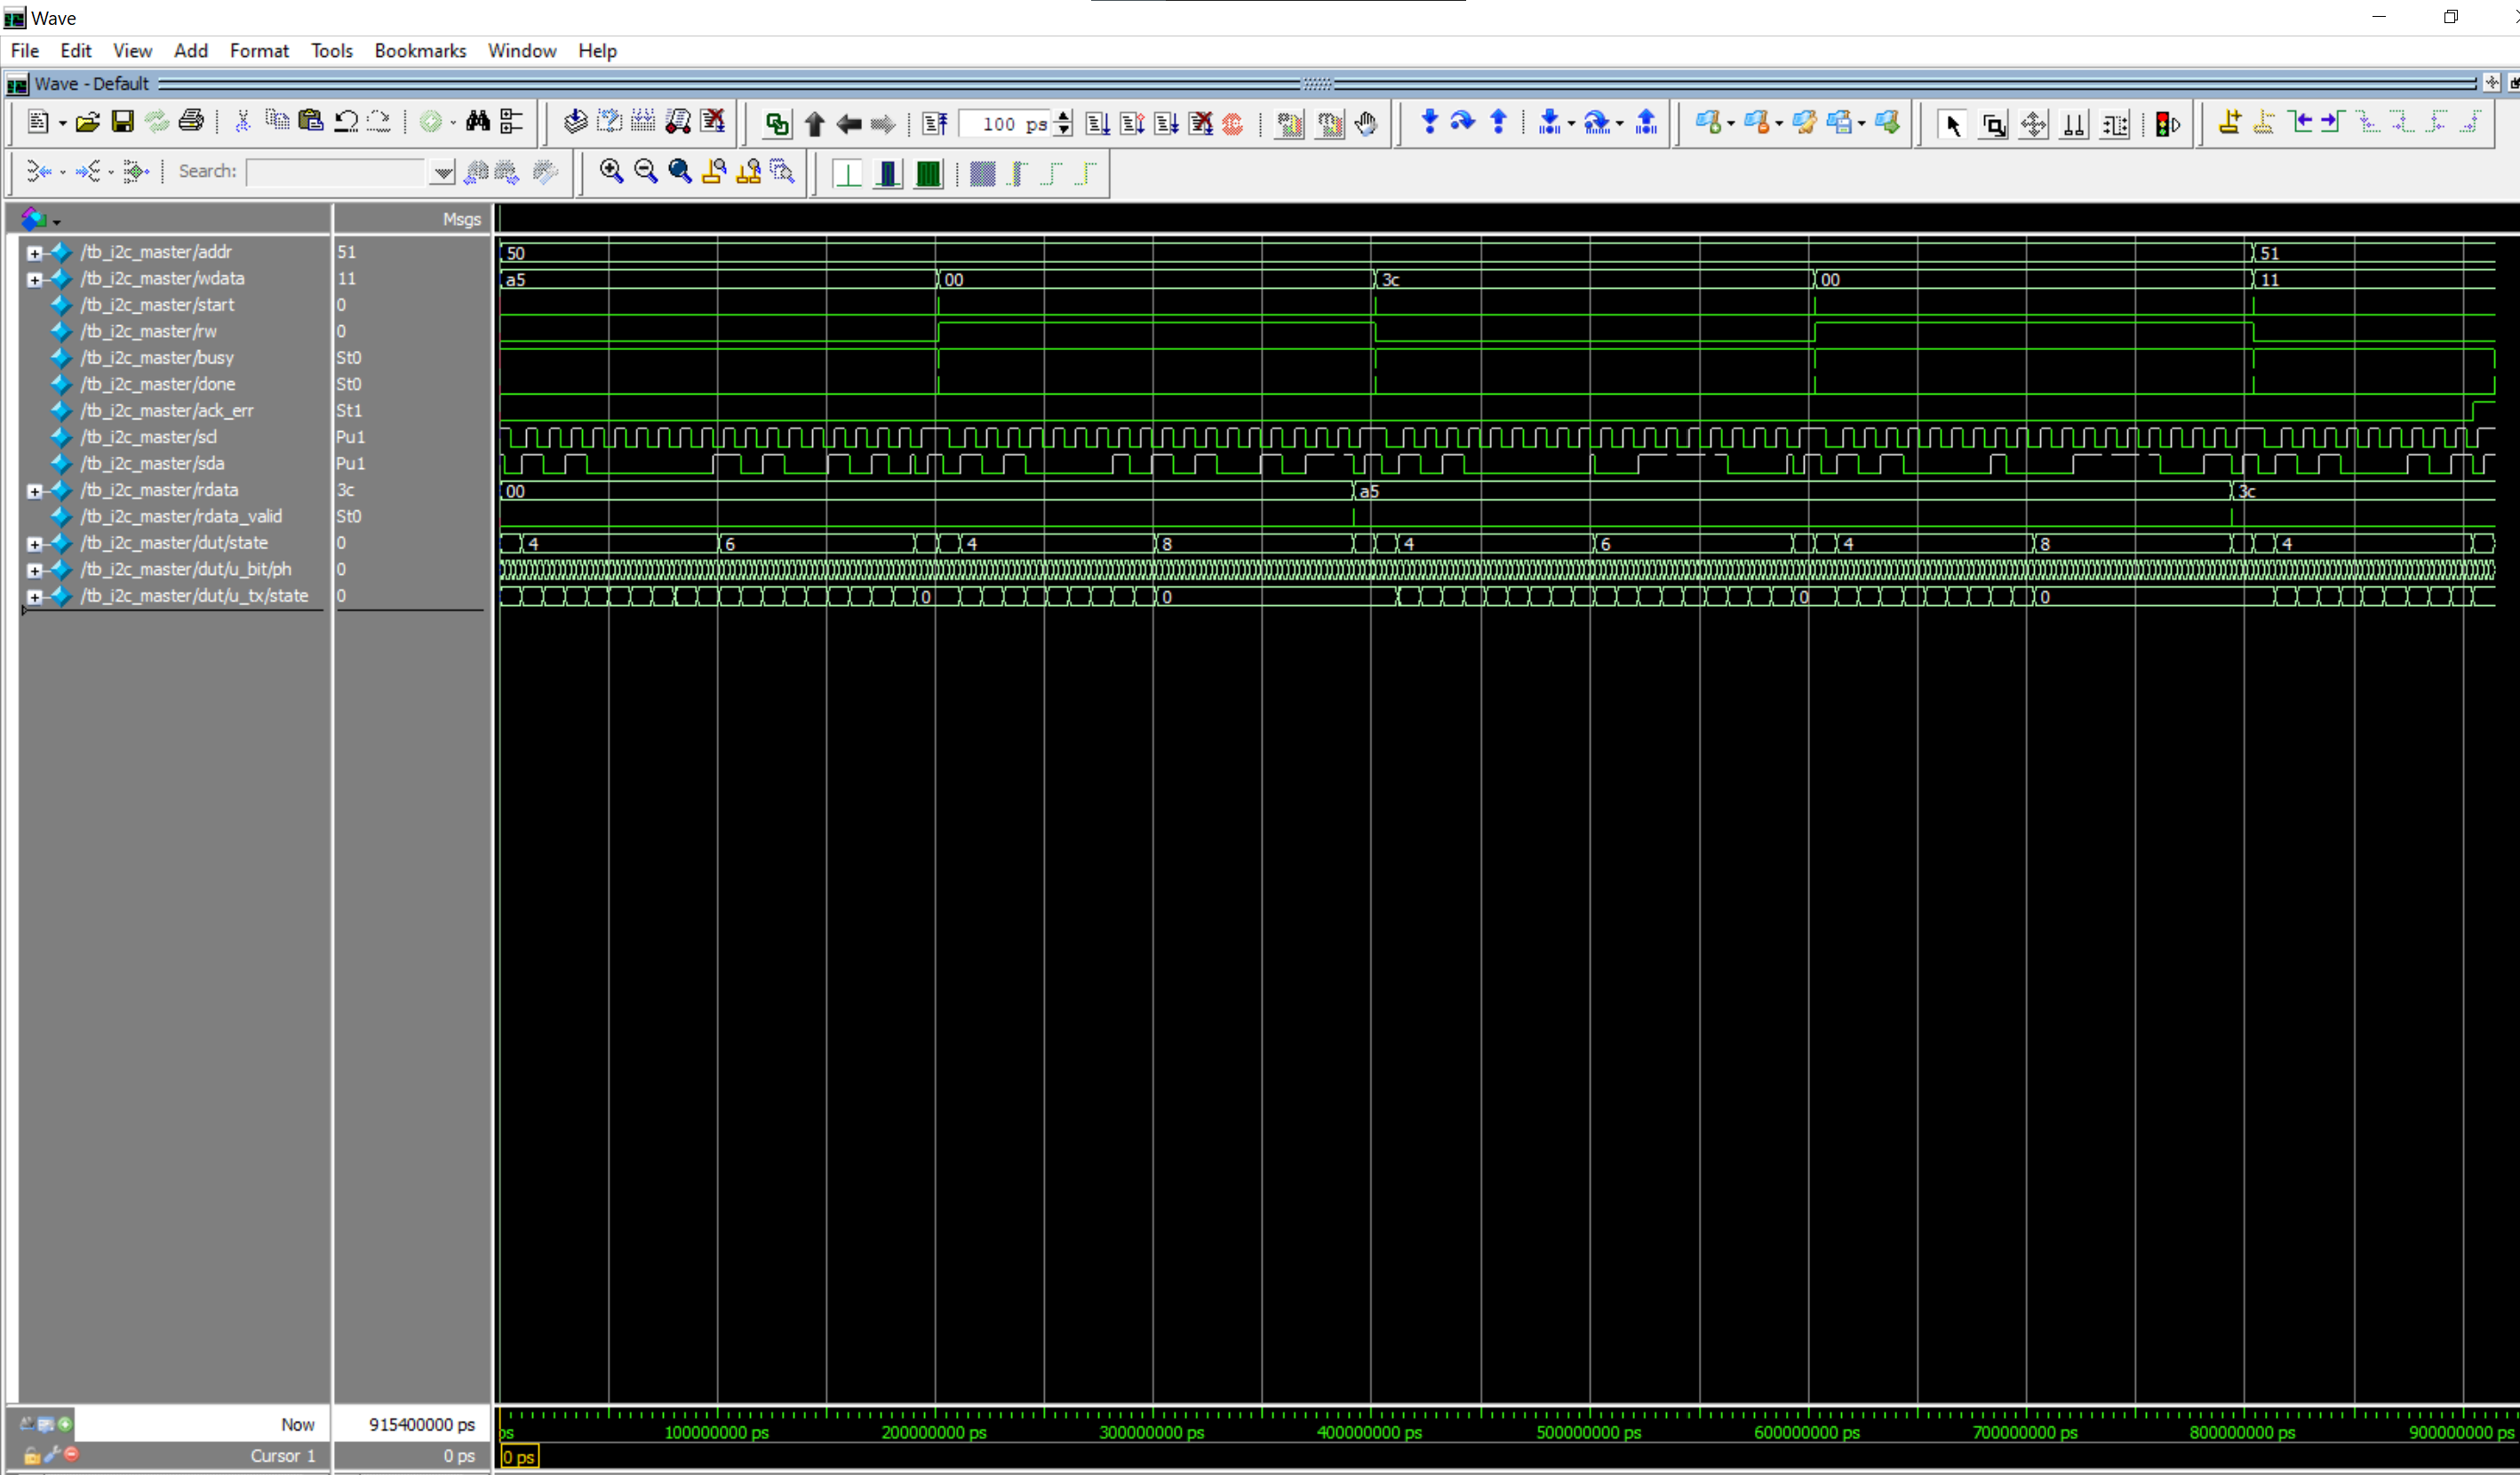 Wave
File Edit View Add Format Tools Bookmarks Window Help
Wave - Default
100 ps
Search:
Msgs
/tb_i2c_master/addr 51 50 51
/tb_i2c_master/wdata 11 a5 00 3c 00 11
/tb_i2c_master/start 0
/tb_i2c_master/rw 0
/tb_i2c_master/busy St0
/tb_i2c_master/done St0
/tb_i2c_master/ack_err St1
/tb_i2c_master/scl Pu1
/tb_i2c_master/sda Pu1
/tb_i2c_master/rdata 3c 00 a5 3c
/tb_i2c_master/rdata_valid St0
/tb_i2c_master/dut/state 0 4 6 4 8 4 6 4 8 4
/tb_i2c_master/dut/u_bit/ph 0
/tb_i2c_master/dut/u_tx/state 0 0 0 0 0
Now 915400000 ps ps 100000000 ps 200000000 ps 300000000 ps 400000000 ps 500000000 ps 600000000 ps 700000000 ps 800000000 ps 900000000 ps
Cursor 1 0 ps 0 ps